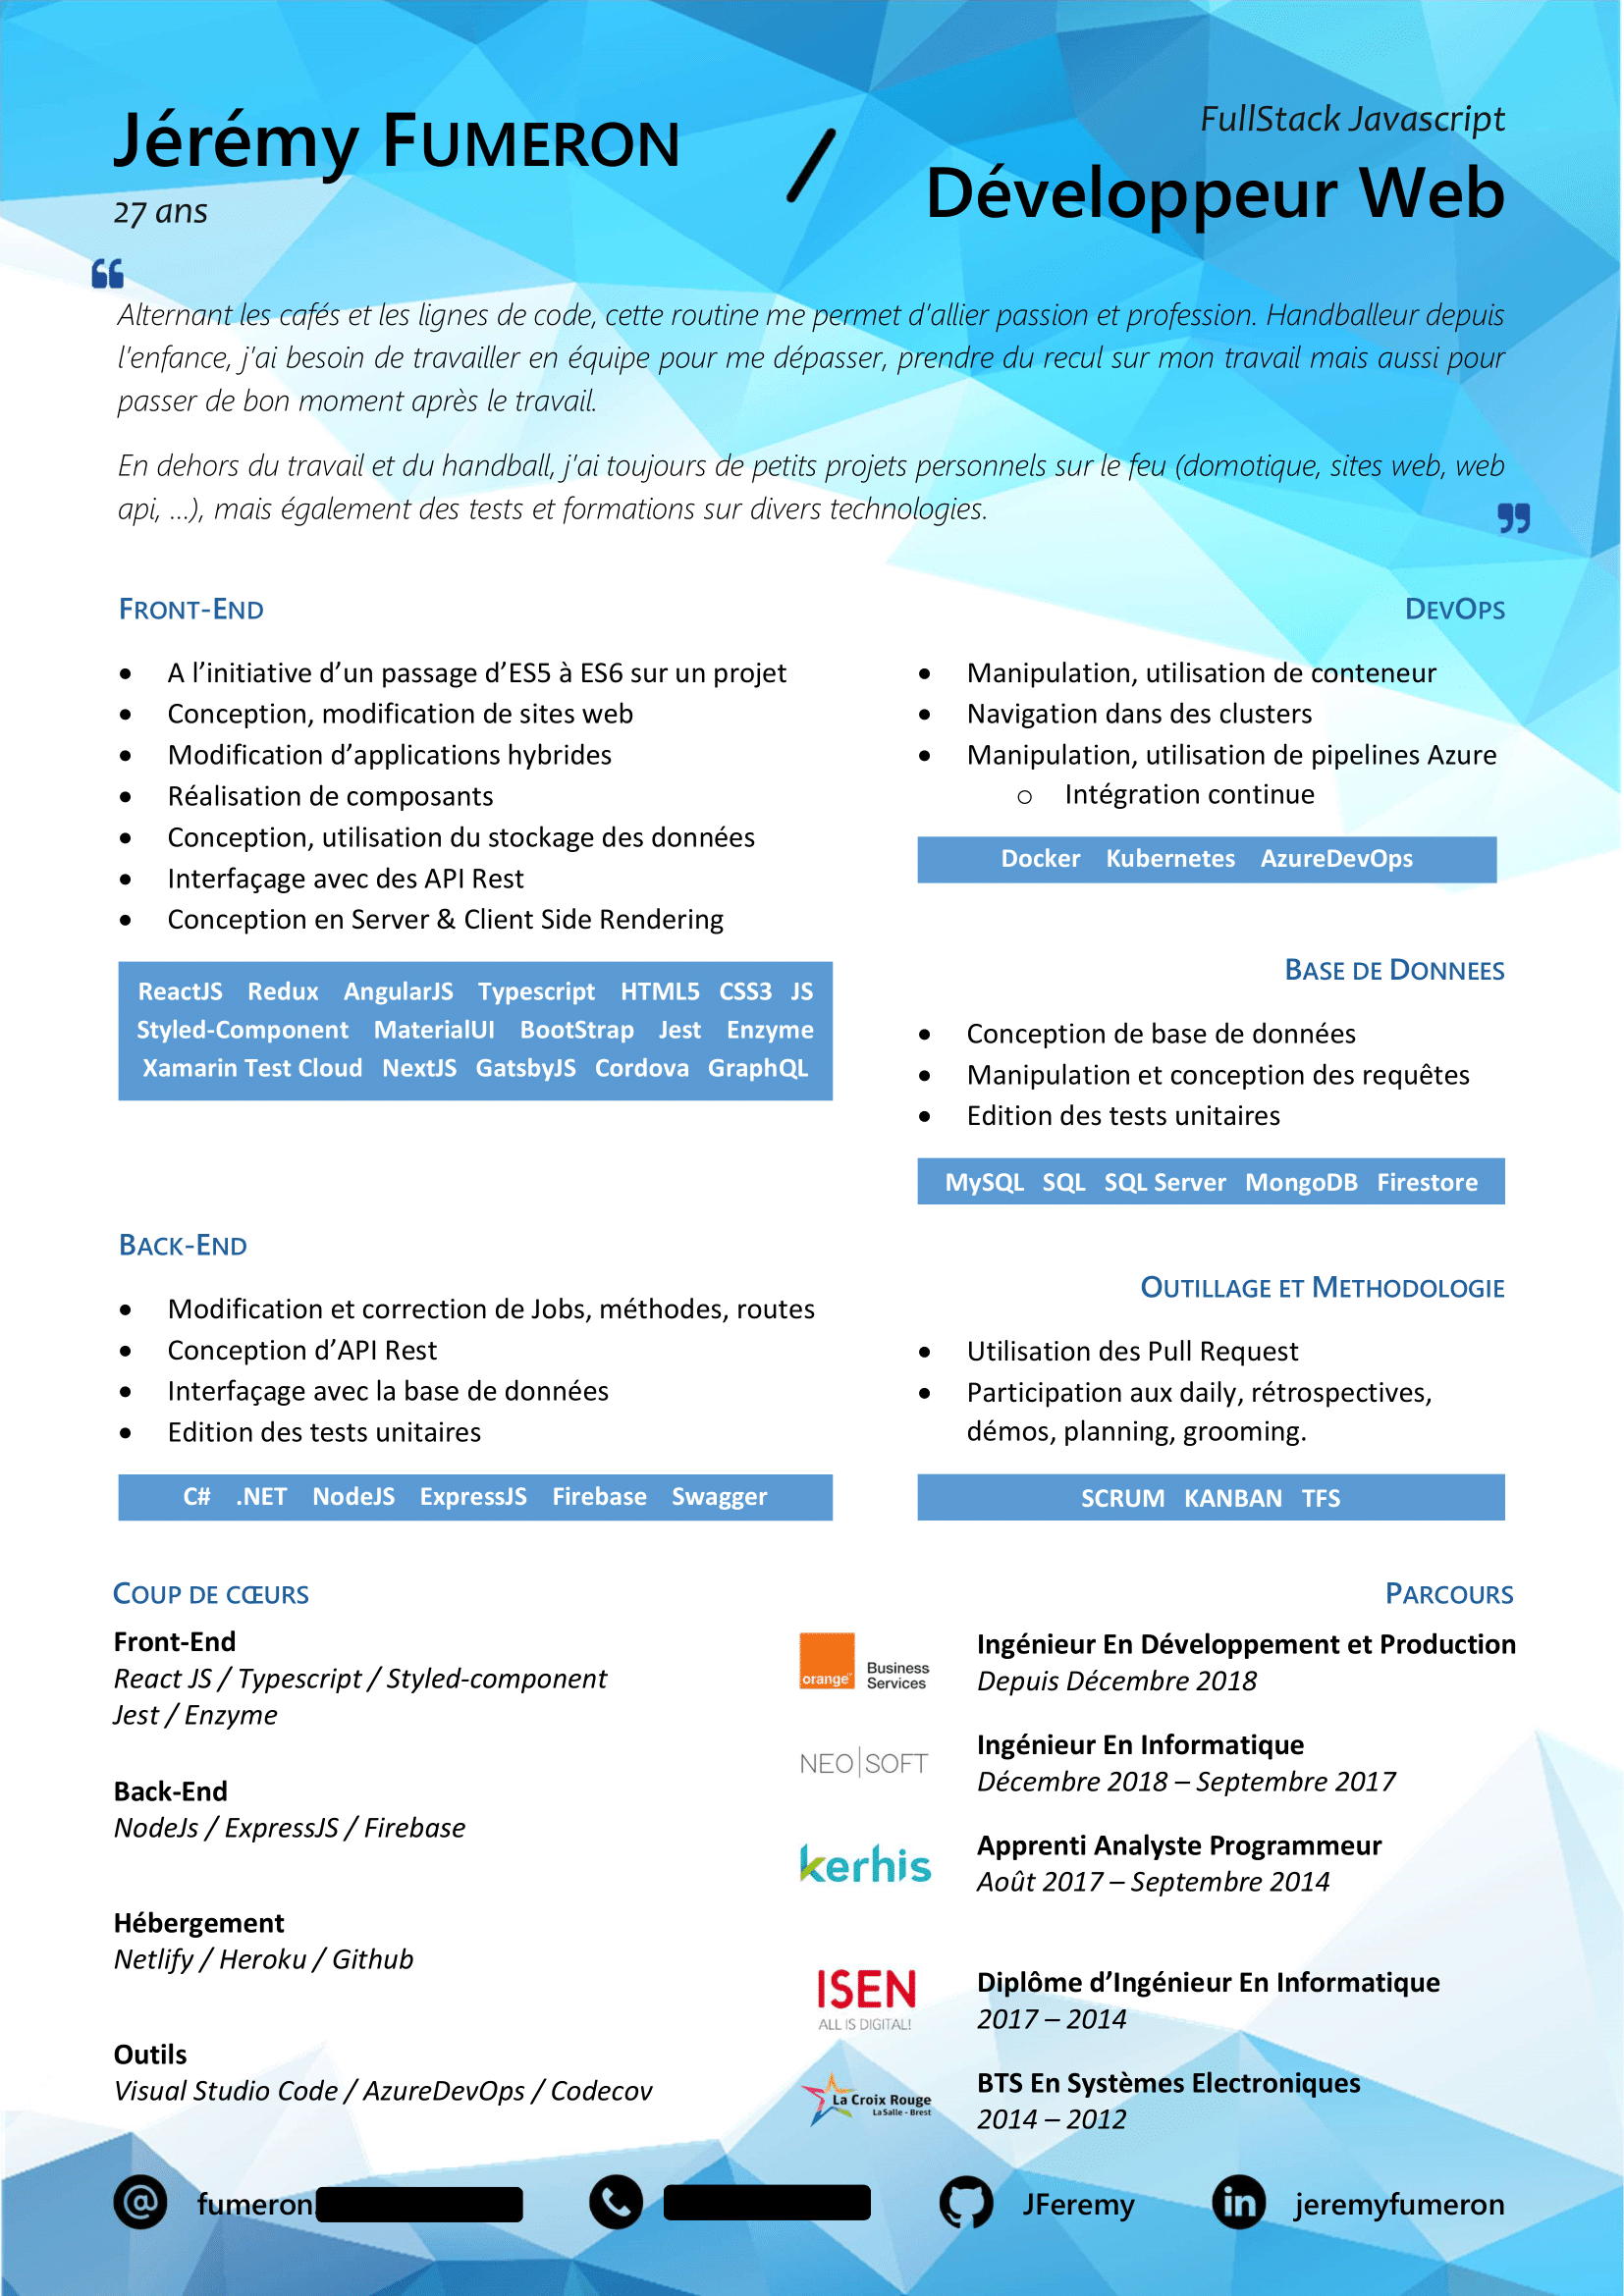 Jérémy FUMERON
27 ans
/
FullStack Javascript
Développeur Web
“
Alternant les cafés et les lignes de code, cette routine me permet d'allier passion et profession. Handballeur depuis
l'enfance, j'ai besoin de travailler en équipe pour me dépasser, prendre du recul sur mon travail mais aussi pour
passer de bon moment après le travail.
En dehors du travail et du handball, j'ai toujours de petits projets personnels sur le feu (domotique, sites web, web
api, ...), mais également des tests et formations sur divers technologies.
”
FRONT-END
• A l’initiative d’un passage d’ES5 à ES6 sur un projet
• Conception, modification de sites web
• Modification d’applications hybrides
• Réalisation de composants
• Conception, utilisation du stockage des données
• Interfaçage avec des API Rest
• Conception en Server & Client Side Rendering
ReactJS Redux AngularJS Typescript HTML5 CSS3 JS
Styled-Component MaterialUI BootStrap Jest Enzyme
Xamarin Test Cloud NextJS GatsbyJS Cordova GraphQL
BACK-END
• Modification et correction de Jobs, méthodes, routes
• Conception d’API Rest
• Interfaçage avec la base de données
• Edition des tests unitaires
C# .NET NodeJS ExpressJS Firebase Swagger
DEVOPS
• Manipulation, utilisation de conteneur
• Navigation dans des clusters
• Manipulation, utilisation de pipelines Azure
o Intégration continue
Docker Kubernetes AzureDevOps
BASE DE DONNEES
• Conception de base de données
• Manipulation et conception des requêtes
• Edition des tests unitaires
MySQL SQL SQL Server MongoDB Firestore
OUTILLAGE ET METHODOLOGIE
• Utilisation des Pull Request
• Participation aux daily, rétrospectives,
démos, planning, grooming.
SCRUM KANBAN TFS
COUP DE CŒURS
Front-End
React JS / Typescript / Styled-component
Jest / Enzyme
Back-End
NodeJs / ExpressJS / Firebase
Hébergement
Netlify / Heroku / Github
Outils
Visual Studio Code / AzureDevOps / Codecov
PARCOURS
orange™ Business
Services
Ingénieur En Développement et Production
Depuis Décembre 2018
NEO|SOFT
Ingénieur En Informatique
Décembre 2018 – Septembre 2017
kerhis
Apprenti Analyste Programmeur
Août 2017 – Septembre 2014
ISEN
ALL IS DIGITAL!
Diplôme d’Ingénieur En Informatique
2017 – 2014
La Croix Rouge
La Salle - Brest
BTS En Systèmes Electroniques
2014 – 2012
@ fumeron
JFeremy
in jeremyfumeron